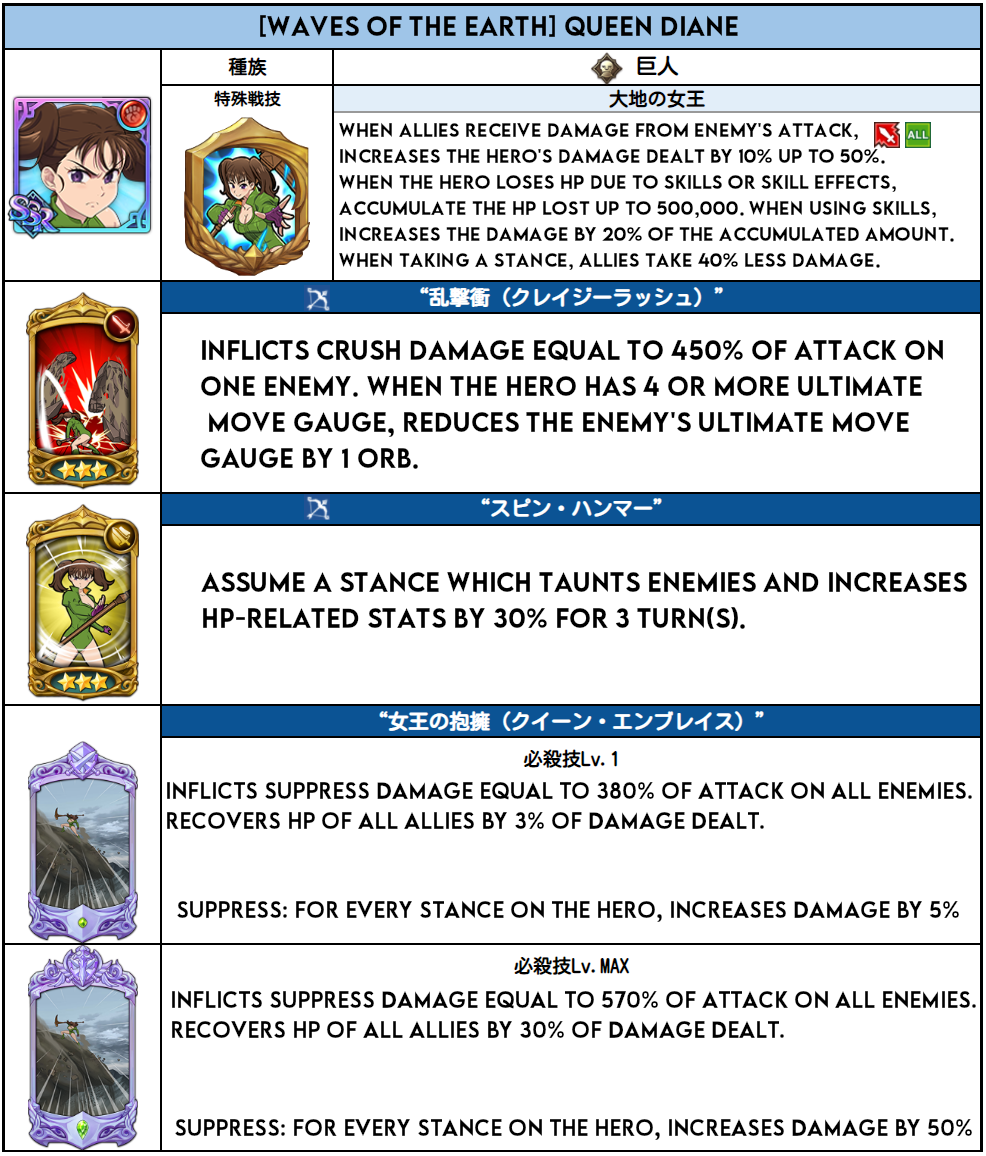 [WAVES OF THE EARTH] QUEEN DIANE
種族
巨人
SSR
特殊戦技
大地の女王
WHEN ALLIES RECEIVE DAMAGE FROM ENEMY'S ATTACK,
ALL
INCREASES THE HERO'S DAMAGE DEALT BY 10% UP TO 50%.
WHEN THE HERO LOSES HP DUE TO SKILLS OR SKILL EFFECTS,
ACCUMULATE THE HP LOST UP TO 500,000. WHEN USING SKILLS,
INCREASES THE DAMAGE BY 20% OF THE ACCUMULATED AMOUNT.
WHEN TAKING A STANCE, ALLIES TAKE 40% LESS DAMAGE.
“乱撃衝（クレイジーラッシュ）”
INFLICTS CRUSH DAMAGE EQUAL TO 450% OF ATTACK ON
ONE ENEMY. WHEN THE HERO HAS 4 OR MORE ULTIMATE
MOVE GAUGE, REDUCES THE ENEMY'S ULTIMATE MOVE
GAUGE BY 1 ORB.
“スピン・ハンマー”
ASSUME A STANCE WHICH TAUNTS ENEMIES AND INCREASES
HP-RELATED STATS BY 30% FOR 3 TURN(S).
“女王の抱擁（クイーン・エンブレイス）”
必殺技Lv.1
INFLICTS SUPPRESS DAMAGE EQUAL TO 380% OF ATTACK ON ALL ENEMIES.
RECOVERS HP OF ALL ALLIES BY 3% OF DAMAGE DEALT.
SUPPRESS: FOR EVERY STANCE ON THE HERO, INCREASES DAMAGE BY 5%
必殺技Lv.MAX
INFLICTS SUPPRESS DAMAGE EQUAL TO 570% OF ATTACK ON ALL ENEMIES.
RECOVERS HP OF ALL ALLIES BY 30% OF DAMAGE DEALT.
SUPPRESS: FOR EVERY STANCE ON THE HERO, INCREASES DAMAGE BY 50%